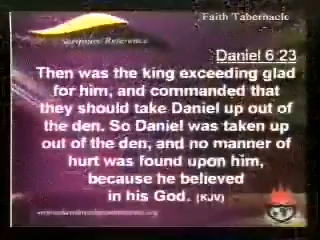 Faith Tabernacle
Scripture Reference
Daniel 6:23
Then was the king exceeding glad
for him, and commanded that
they should take Daniel up out of
the den. So Daniel was taken up
out of the den, and no manner of
hurt was found upon him,
because he believed
in his God. (KJV)